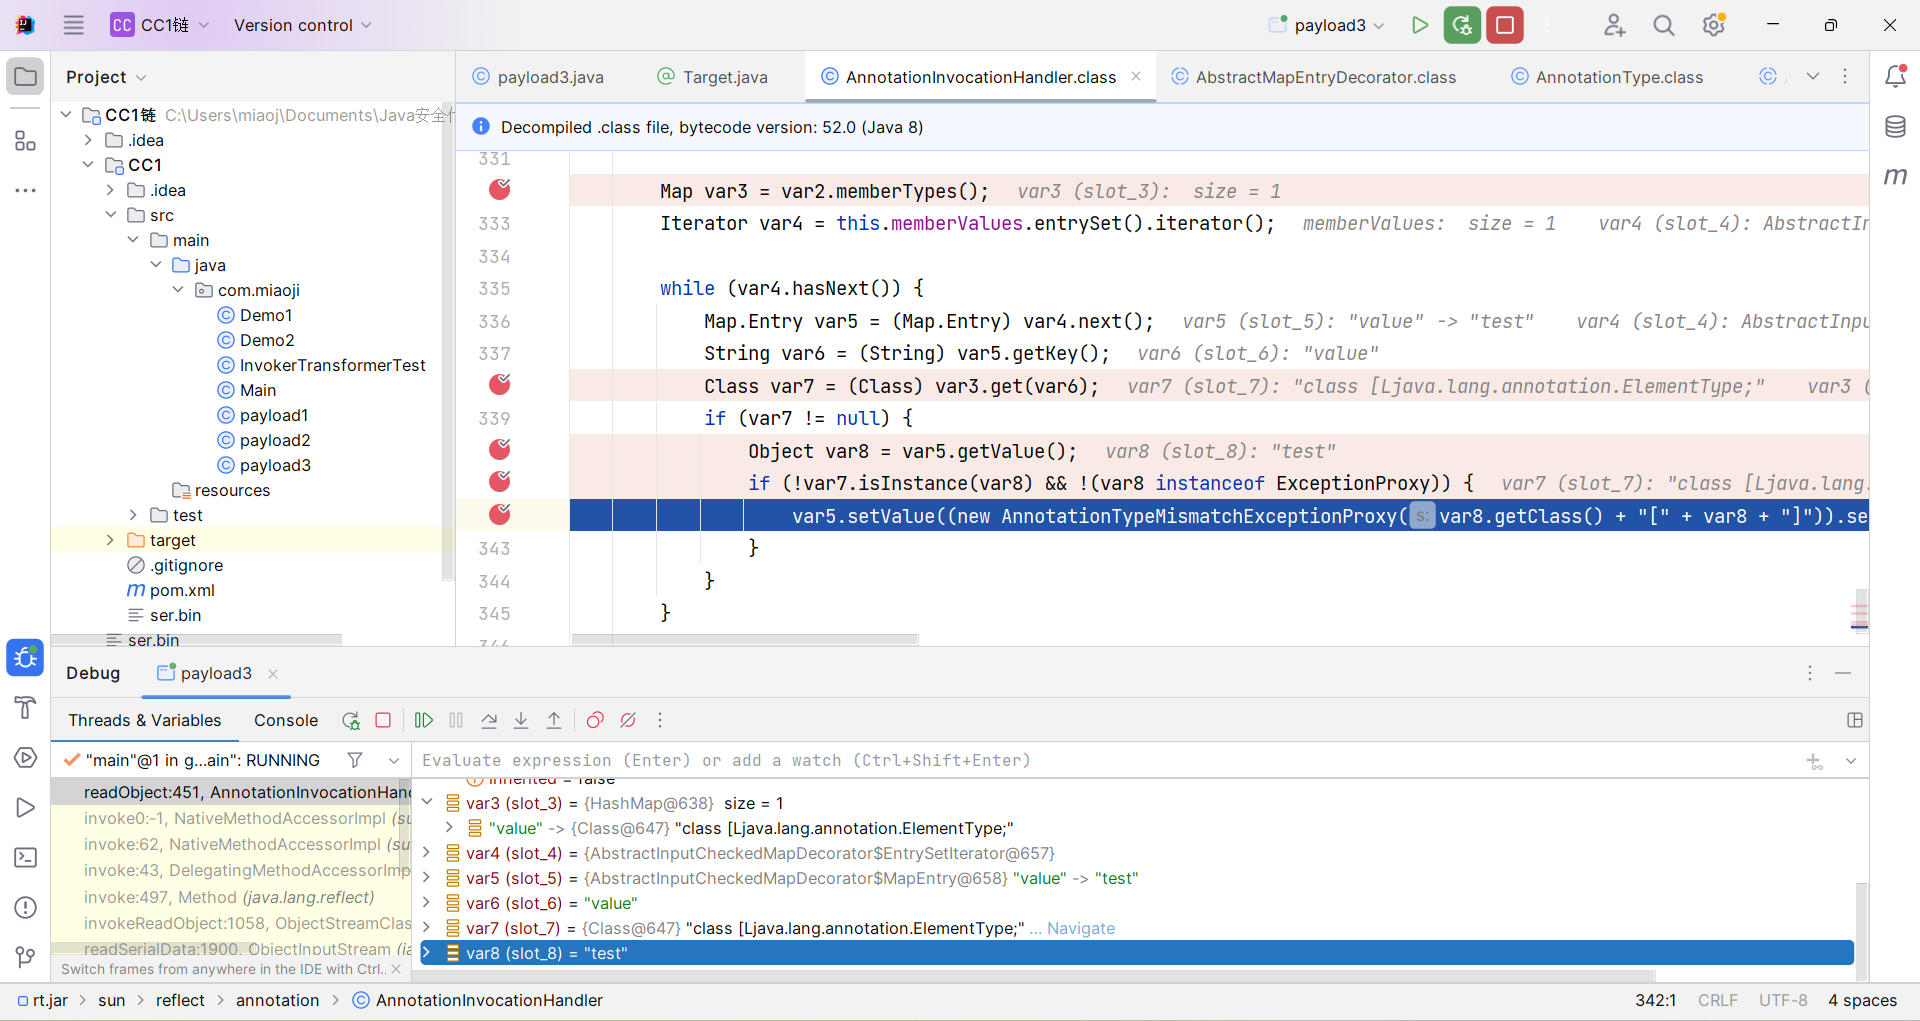 CC CC1链 Version control payload3
Project
payload3.java Target.java AnnotationInvocationHandler.class AbstractMapEntryDecorator.class AnnotationType.class
CC1链 C:\Users\miaoj\Documents\Java安全
.idea
CC1
.idea
src
main
java
com.miaoji
Demo1
Demo2
InvokerTransformerTest
Main
payload1
payload2
payload3
resources
test
target
.gitignore
pom.xml
ser.bin
ser.bin
Decompiled .class file, bytecode version: 52.0 (Java 8)
331
Map var3 = var2.memberTypes(); var3 (slot_3): size = 1
333 Iterator var4 = this.memberValues.entrySet().iterator(); memberValues: size = 1 var4 (slot_4): AbstractIn
334
335 while (var4.hasNext()) {
336 Map.Entry var5 = (Map.Entry) var4.next(); var5 (slot_5): "value" -> "test" var4 (slot_4): AbstractInpu
337 String var6 = (String) var5.getKey(); var6 (slot_6): "value"
Class var7 = (Class) var3.get(var6); var7 (slot_7): "class [Ljava.lang.annotation.ElementType;" var3 (
339 if (var7 != null) {
Object var8 = var5.getValue(); var8 (slot_8): "test"
if (!var7.isInstance(var8) && !(var8 instanceof ExceptionProxy)) { var7 (slot_7): "class [Ljava.lang.
var5.setValue((new AnnotationTypeMismatchExceptionProxy( s: var8.getClass() + "[" + var8 + "]")).se
343 }
344 }
345 }
346
Debug payload3
Threads & Variables Console
"main"@1 in g...ain": RUNNING
readObject:451, AnnotationInvocationHan
invoke0:-1, NativeMethodAccessorImpl (su
invoke:62, NativeMethodAccessorImpl (su
invoke:43, DelegatingMethodAccessorImp
invoke:497, Method (java.lang.reflect)
invokeReadObject:1058, ObjectStreamClas
readSerialData:1900, ObjectInputStream (ja
Switch frames from anywhere in the IDE with Ctrl..
Evaluate expression (Enter) or add a watch (Ctrl+Shift+Enter)
inherited = false
var3 (slot_3) = {HashMap@638} size = 1
"value" -> {Class@647} "class [Ljava.lang.annotation.ElementType;"
var4 (slot_4) = {AbstractInputCheckedMapDecorator$EntrySetIterator@657}
var5 (slot_5) = {AbstractInputCheckedMapDecorator$MapEntry@658} "value" -> "test"
var6 (slot_6) = "value"
var7 (slot_7) = {Class@647} "class [Ljava.lang.annotation.ElementType;" ... Navigate
var8 (slot_8) = "test"
rt.jar sun reflect annotation AnnotationInvocationHandler 342:1 CRLF UTF-8 4 spaces